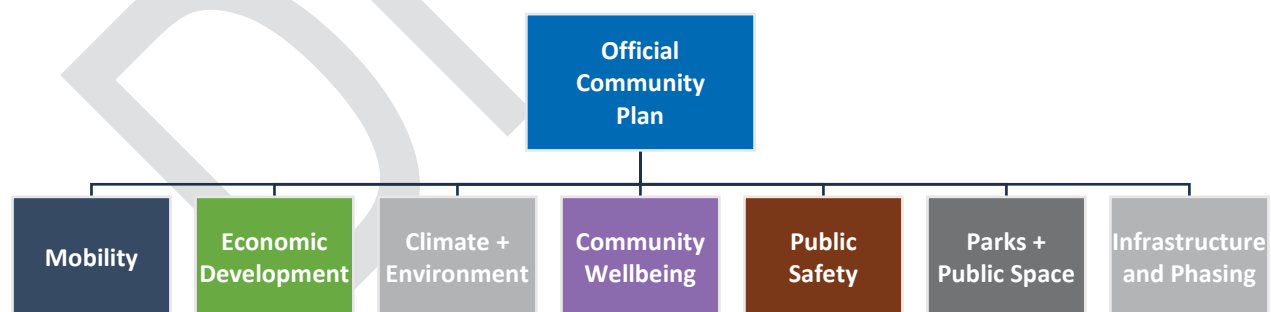 Official
Community
Plan
Mobility
Economic
Development
Climate +
Environment
Community
Wellbeing
Public
Safety
Parks +
Public Space
Infrastructure
and Phasing